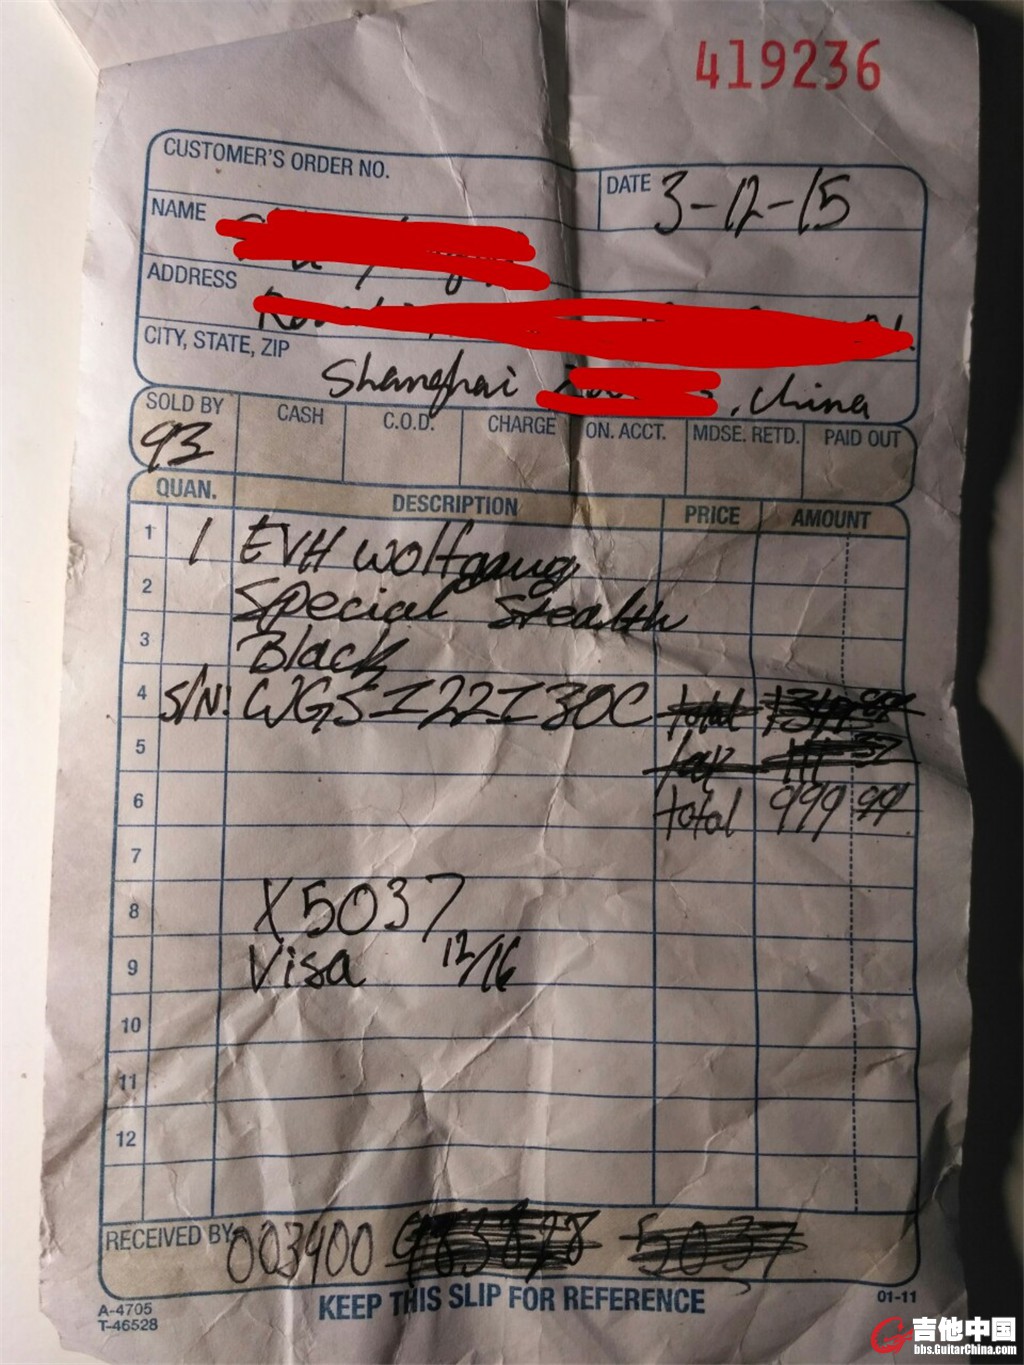 419236
CUSTOMER'S ORDER NO.
DATE 3-12-15
NAME
ADDRESS
CITY, STATE, ZIP
Shanghai , China
SOLD BY CASH C.O.D. CHARGE ON. ACCT. MDSE. RETD. PAID OUT
93
QUAN. DESCRIPTION PRICE AMOUNT
1 1 EVH Wolfgang
2 Special Stealth
3 Black
4 S/N: WGSI22I30C total
5
6 total 999 99
7
8 X5037
9 Visa 12/16
10
11
12
RECEIVED BY 003400 5037
KEEP THIS SLIP FOR REFERENCE
A-4705
T-46528
01-11
吉他中国
bbs.GuitarChina.com